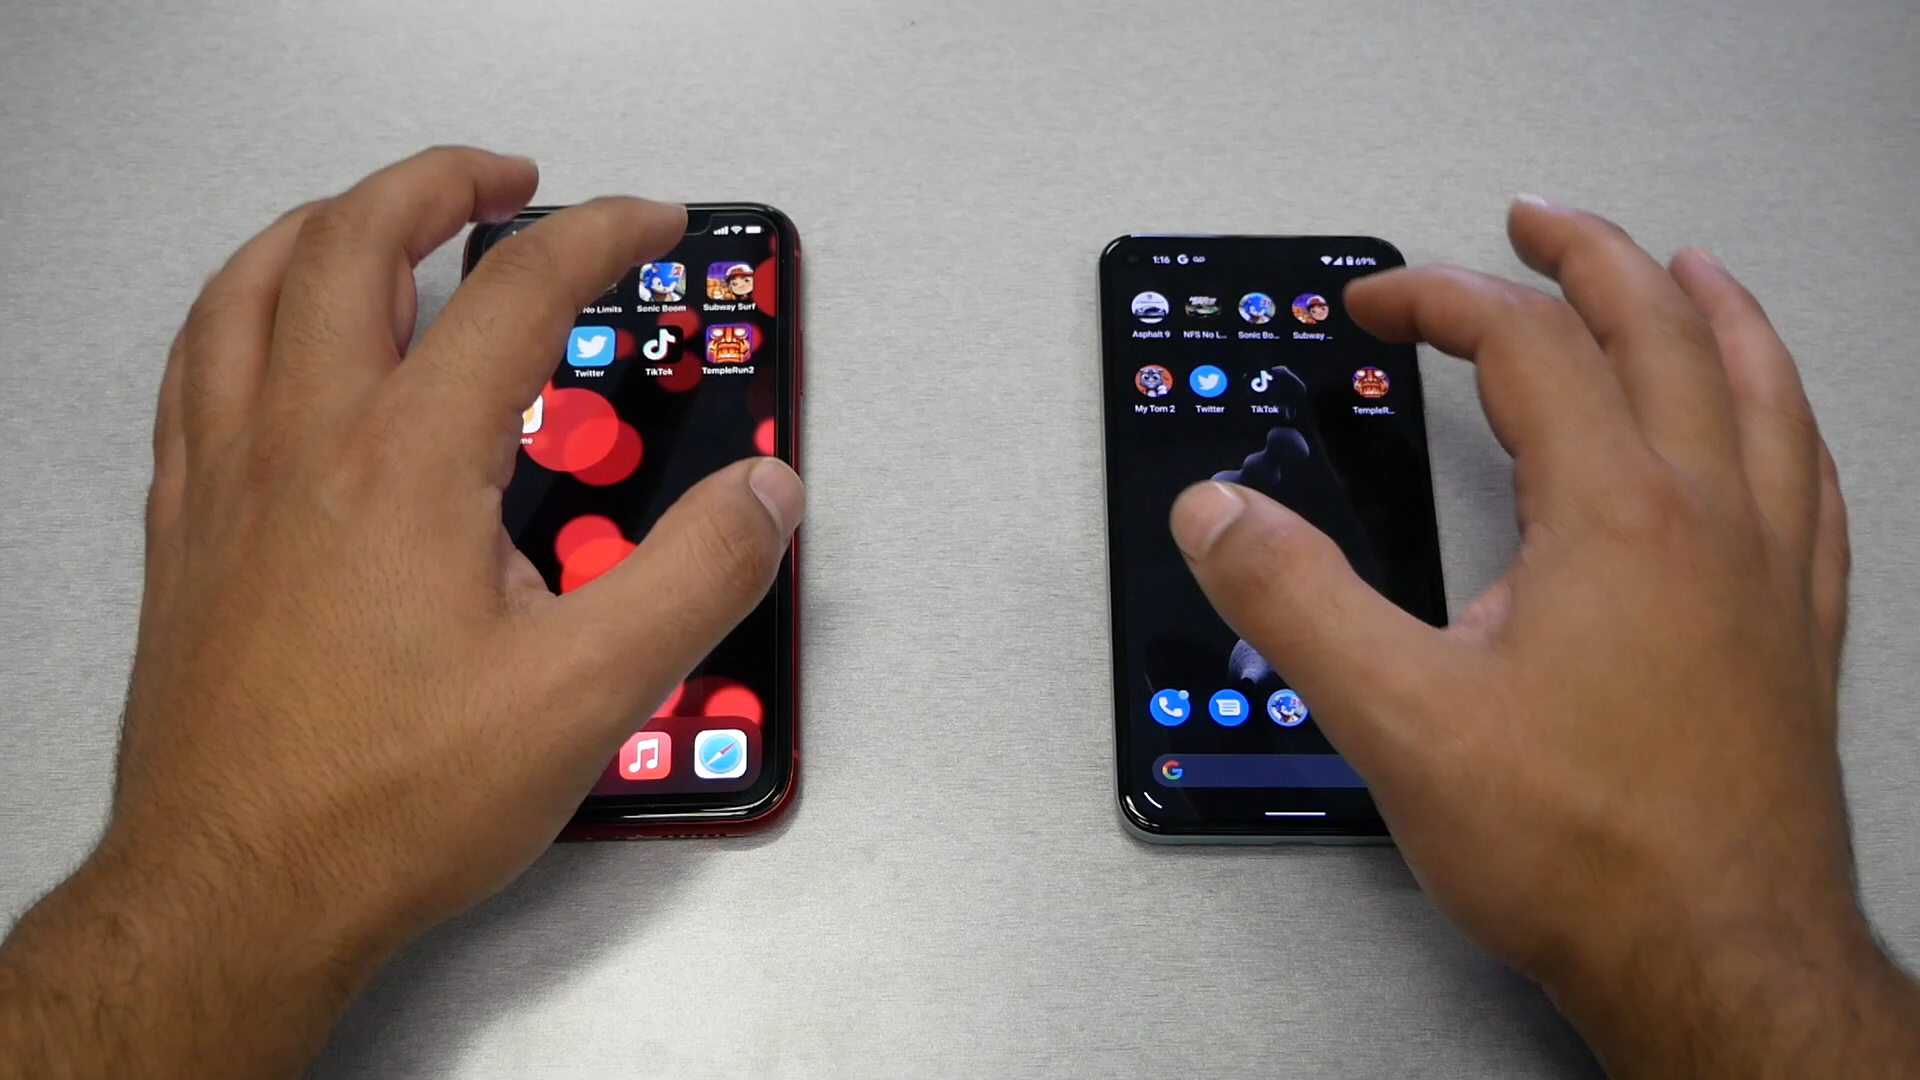 No Limits Sonic Boom Subway Surf
Twitter TikTok TempleRun2
me
1:16 G 69%
Asphalt 9 NFS No L... Sonic Bo... Subway ...
My Tom 2 Twitter TikTok TempleR...
G